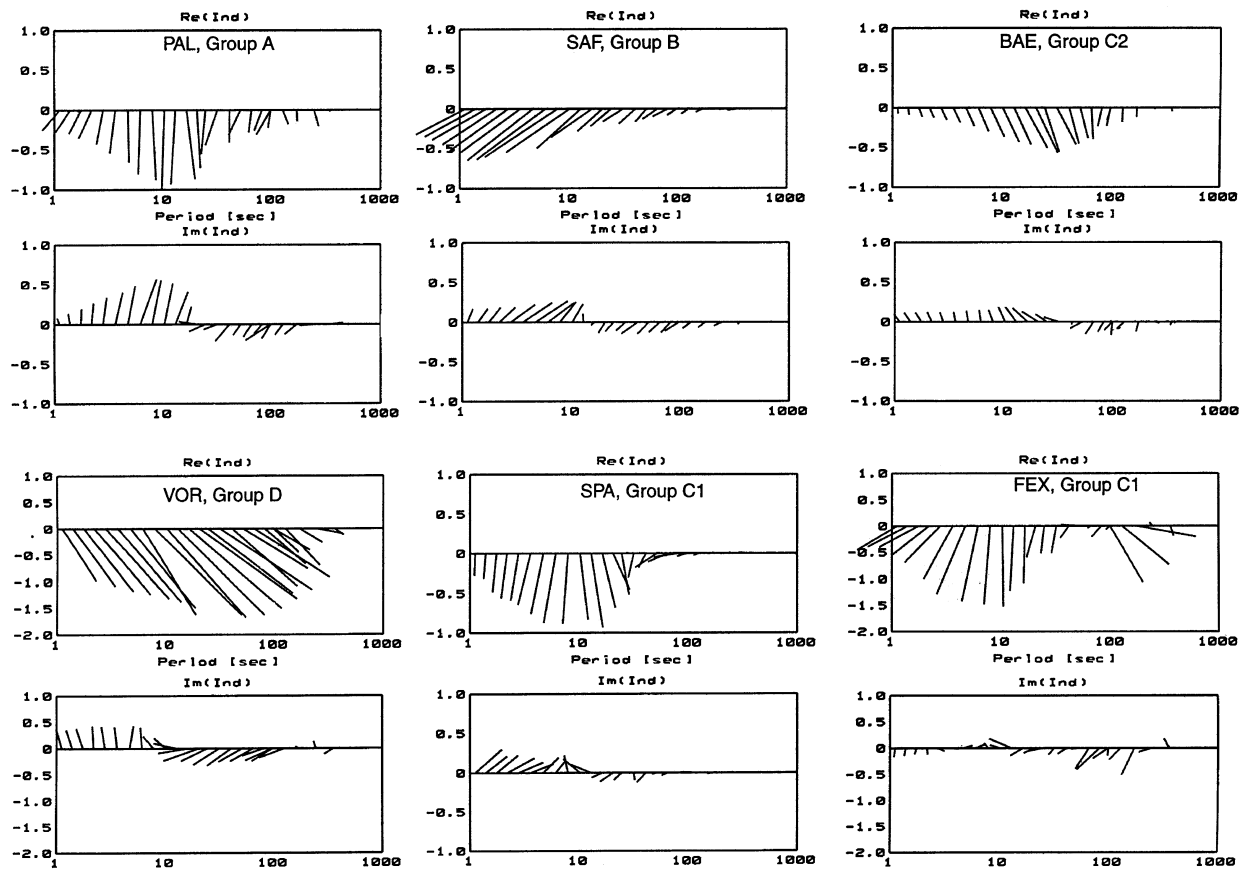 Re(Ind) Re(Ind) Re(Ind)
1.0 1.0 1.0
PAL, Group A SAF, Group B BAE, Group C2
0.5 0.5 0.5
0 0 0
-0.5 -0.5 -0.5
-1.0 -1.0 -1.0
1 10 100 1000 1 10 100 1000 1 10 100 1000
Period [sec] Period [sec] Period [sec]
Im(Ind) Im(Ind) Im(Ind)
1.0 1.0 1.0
0.5 0.5 0.5
0 0 0
-0.5 -0.5 -0.5
-1.0 -1.0 -1.0
1 10 100 1000 1 10 100 1000 1 10 100 1000
Re(Ind) Re(Ind) Re(Ind)
1.0 1.0 1.0
VOR, Group D SPA, Group C1 FEX, Group C1
0.5 0.5 0.5
0 0 0
-0.5 -0.5 -0.5
-1.0 -1.0 -1.0
-1.5 -1.5
-2.0 -2.0
1 10 100 1000 1 10 100 1000 1 10 100 1000
Period [sec] Period [sec] Period [sec]
Im(Ind) Im(Ind) Im(Ind)
1.0 1.0 1.0
0.5 0.5 0.5
0 0 0
-0.5 -0.5 -0.5
-1.0 -1.0 -1.0
-1.5 -1.5
-2.0 -2.0
1 10 100 1000 1 10 100 1000 1 10 100 1000